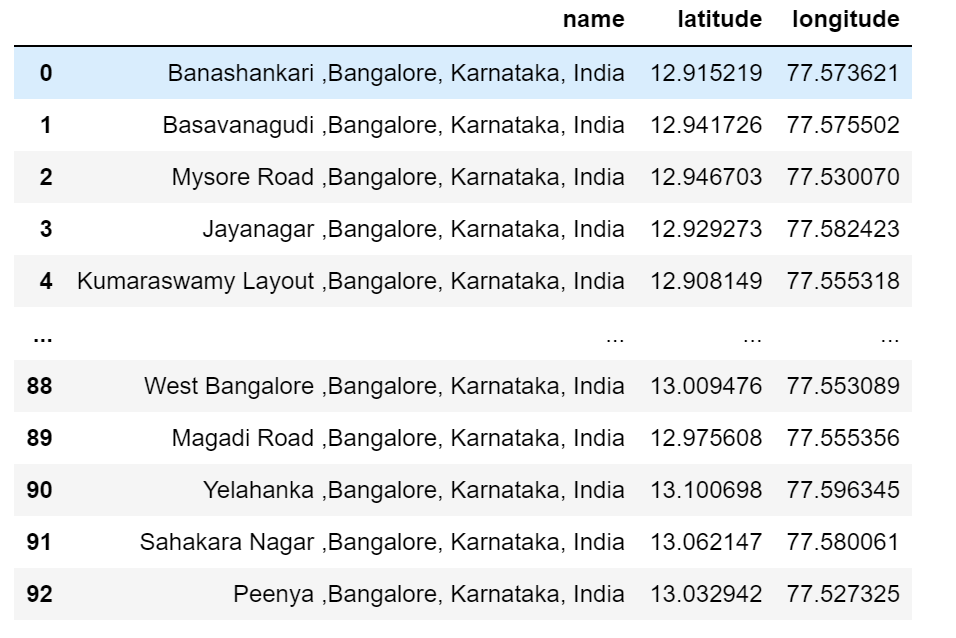 name latitude longitude
0 Banashankari ,Bangalore, Karnataka, India 12.915219 77.573621
1 Basavanagudi ,Bangalore, Karnataka, India 12.941726 77.575502
2 Mysore Road ,Bangalore, Karnataka, India 12.946703 77.530070
3 Jayanagar ,Bangalore, Karnataka, India 12.929273 77.582423
4 Kumaraswamy Layout ,Bangalore, Karnataka, India 12.908149 77.555318
... ... ... ...
88 West Bangalore ,Bangalore, Karnataka, India 13.009476 77.553089
89 Magadi Road ,Bangalore, Karnataka, India 12.975608 77.555356
90 Yelahanka ,Bangalore, Karnataka, India 13.100698 77.596345
91 Sahakara Nagar ,Bangalore, Karnataka, India 13.062147 77.580061
92 Peenya ,Bangalore, Karnataka, India 13.032942 77.527325